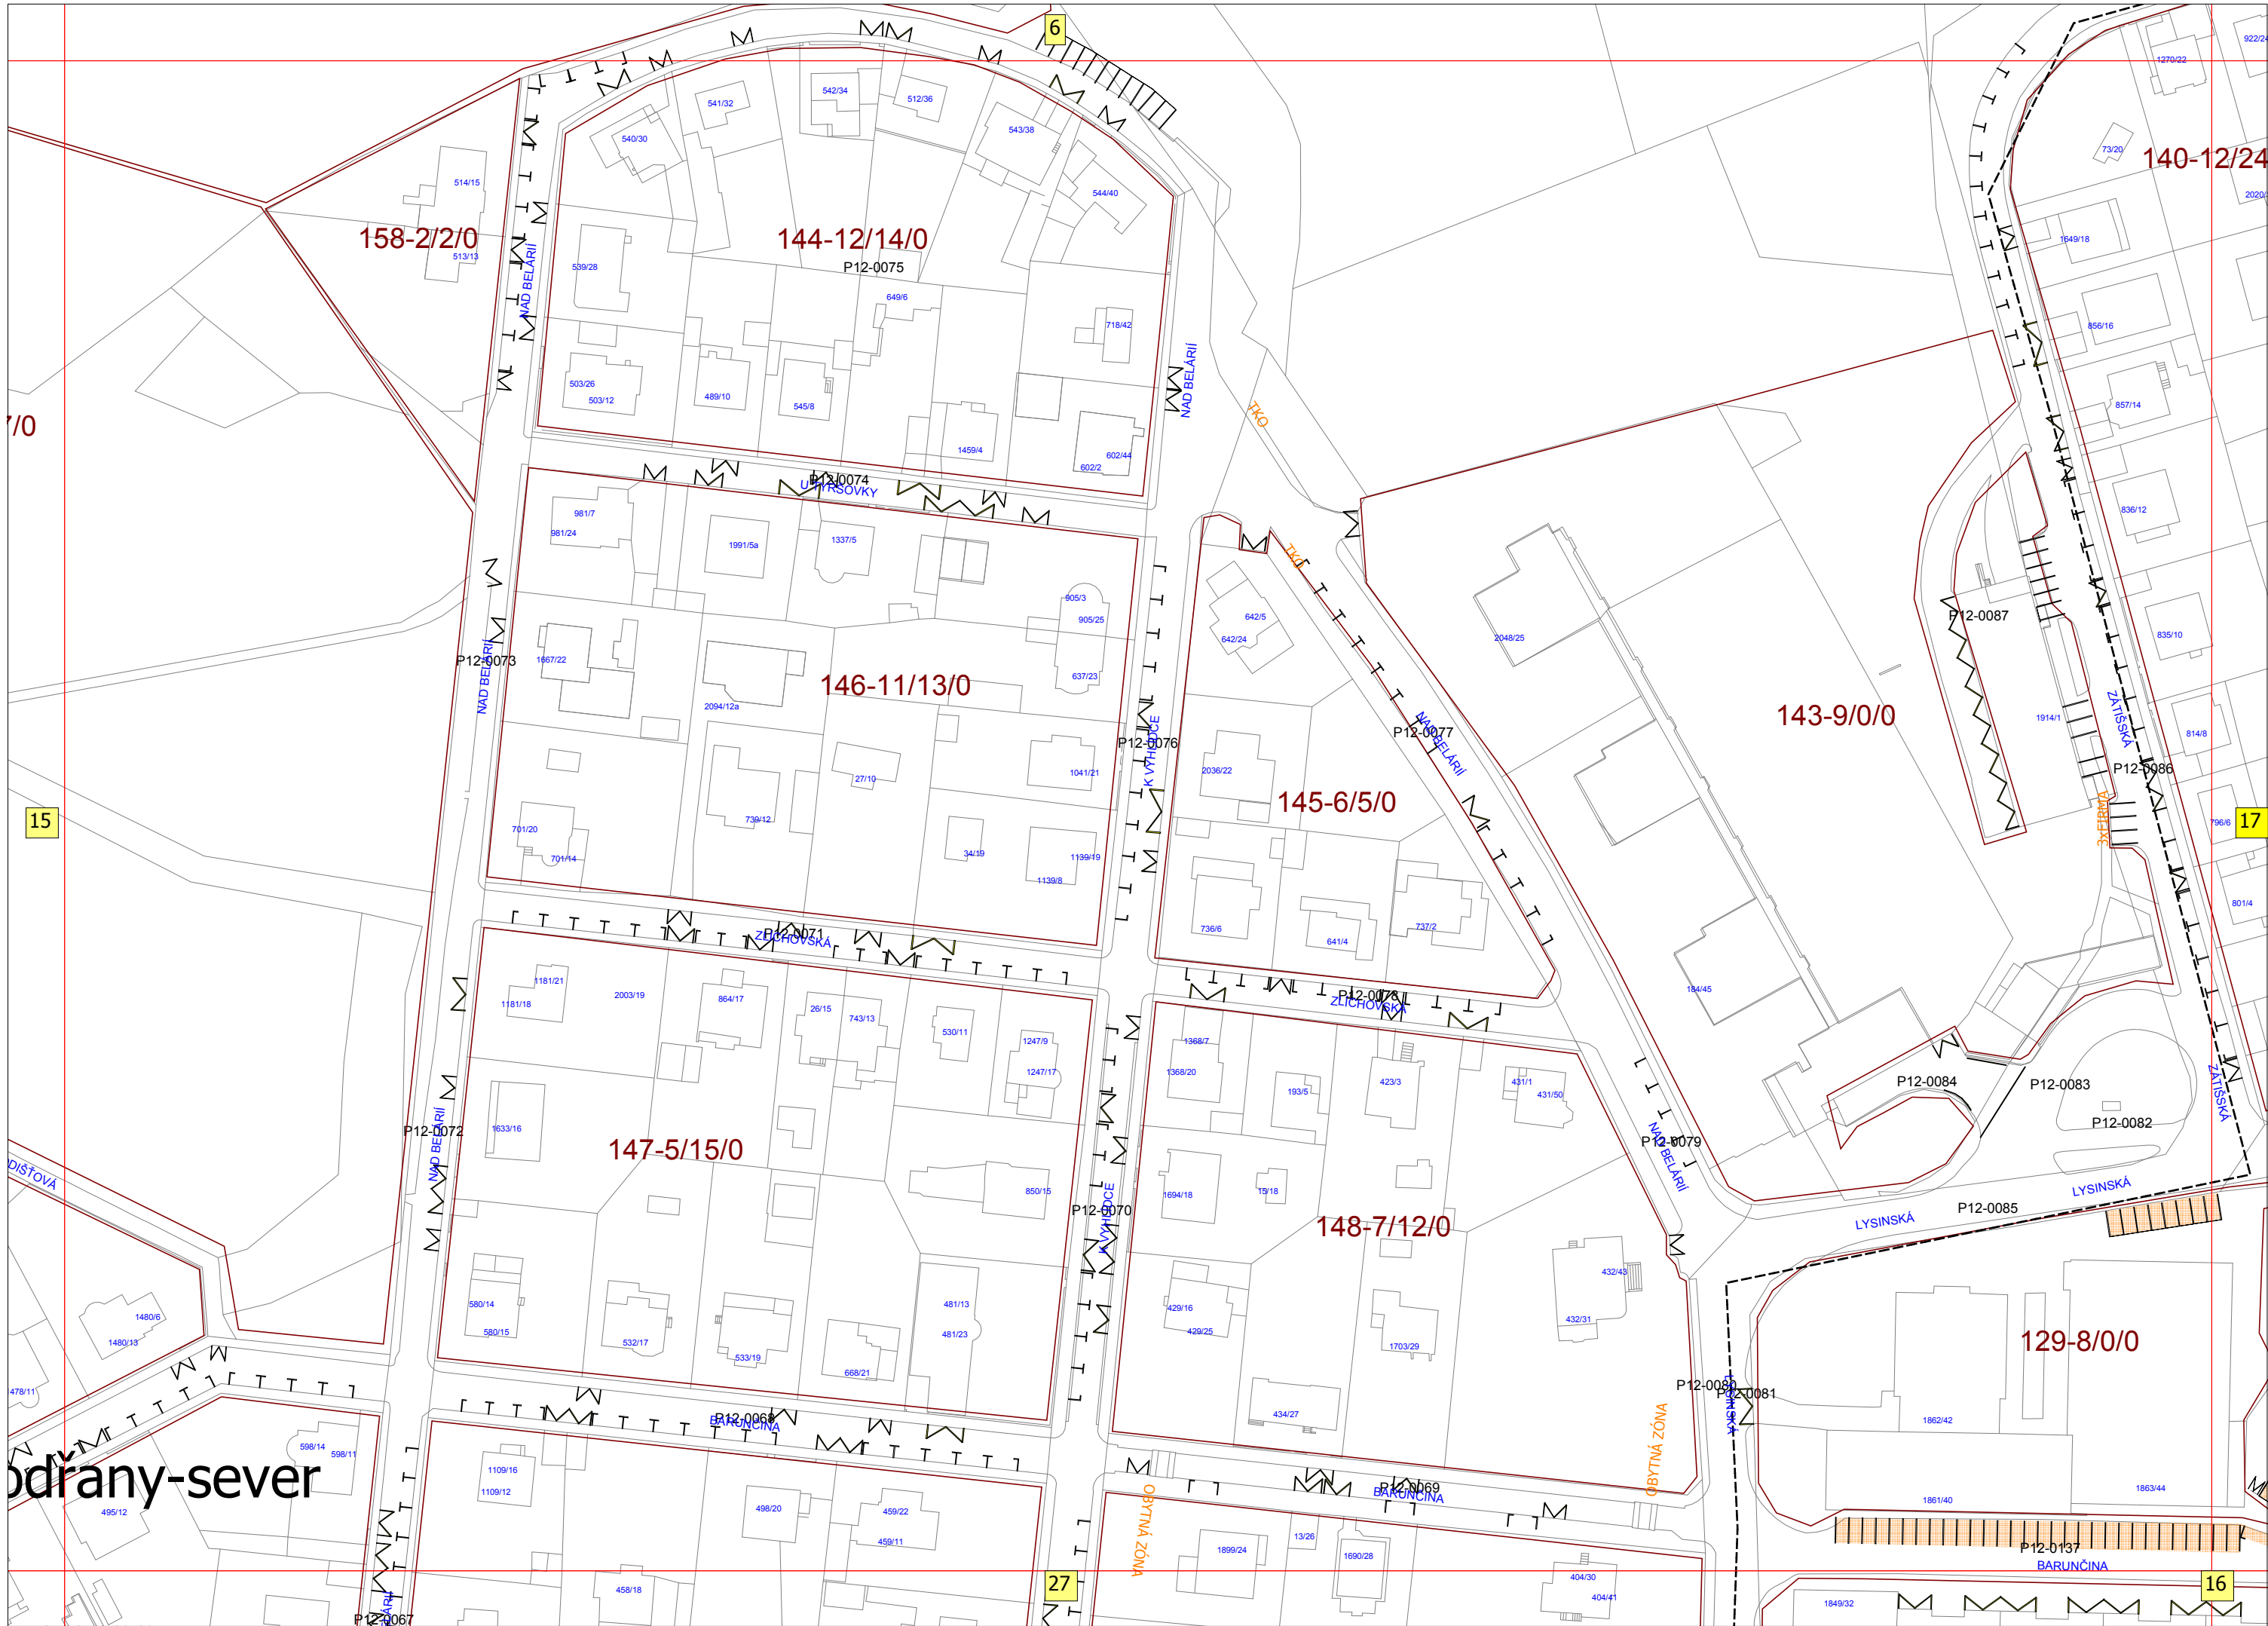 6
1270/22
922/24
542/34
541/32
512/36
543/38
540/30
73/20
140-12/24
514/15
544/40
2020/
158-2/2/0
144-12/14/0
1649/18
513/13
NAD BELÁRIÍ
539/28
P12-0075
649/6
718/42
856/16
NAD BELÁRIÍ
503/26
503/12
489/10
545/8
857/14
TKO
7/0
1459/4
602/44
602/2
P12-0074
U TYRŠOVKY
981/7
981/24
1991/5a
1337/5
836/12
TKO
905/3
905/25
642/5
642/24
P12-0087
2048/25
835/10
P12-0073
NAD BELÁRIÍ
1667/22
146-11/13/0
637/23
2094/12a
143-9/0/0
1914/1
ZÁTIŠSKÁ
814/8
P12-0076
K VÝHLÍDCE
P12-0077
NAD BELÁRIÍ
27/10
1041/21
2036/22
P12-0086
145-6/5/0
15
739/12
701/20
701/14
3xFIRMA
796/6
17
34/19
1139/19
1139/8
801/4
736/6
641/4
737/2
P12-0071
ZLÍCHOVSKÁ
1181/21
1181/18
2003/19
864/17
26/15
743/13
530/11
184/45
P12-0078
ZLÍCHOVSKÁ
1247/9
1247/17
1368/7
1368/20
193/5
423/3
431/1
431/50
P12-0084
P12-0083
P12-0082
ZÁTIŠSKÁ
P12-0072
NAD BELÁRIÍ
1633/16
147-5/15/0
P12-0079
NAD BELÁRIÍ
DIŠŤOVÁ
850/15
1694/18
15/18
LYSINSKÁ
P12-0085
LYSINSKÁ
P12-0070
K VÝHLÍDCE
148-7/12/0
432/43
432/31
580/14
580/15
532/17
533/19
668/21
481/13
481/23
429/16
429/25
1703/29
1480/6
1480/13
129-8/0/0
478/11
P12-0080
P12-0081
LYSINSKÁ
434/27
P12-0068
BARUNČINA
1862/42
OBYTNÁ ZÓNA
598/14
598/11
odřany-sever
1109/16
1109/12
495/12
498/20
459/22
459/11
P12-0069
BARUNČINA
OBYTNÁ ZÓNA
1863/44
1861/40
1899/24
13/26
1690/28
P12-0137
BARUNČINA
404/30
404/41
458/18
27
16
1849/32
P12-0067